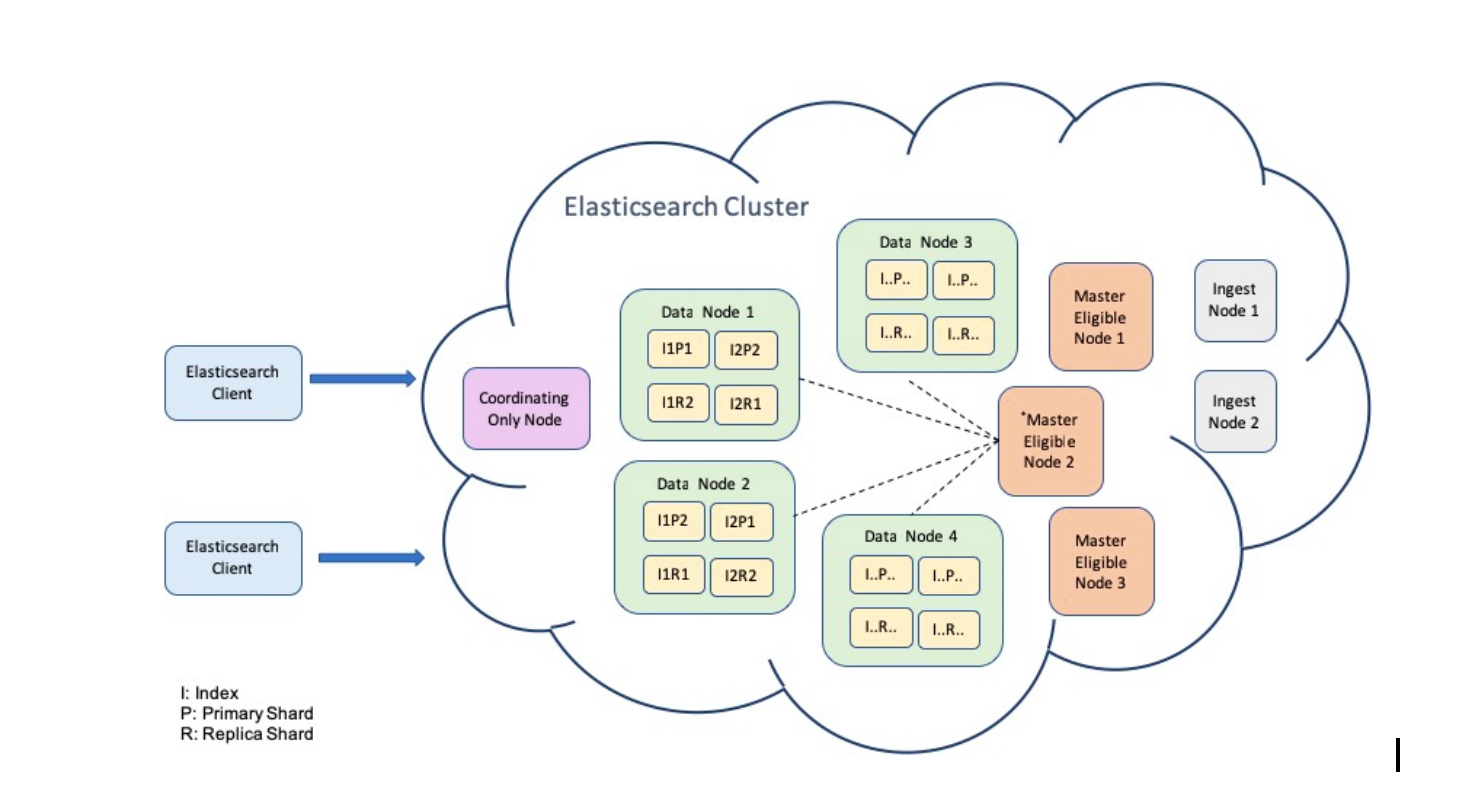 Elasticsearch Cluster
Elasticsearch
Client
Elasticsearch
Client
Coordinating
Only Node
Data Node 1
I1P1 I2P2
I1R2 I2R1
Data Node 2
I1P2 I2P1
I1R1 I2R2
Data Node 3
I..P.. I..P..
I..R.. I..R..
Data Node 4
I..P.. I..P..
I..R.. I..R..
Master
Eligible
Node 1
*Master
Eligible
Node 2
Master
Eligible
Node 3
Ingest
Node 1
Ingest
Node 2
I: Index
P: Primary Shard
R: Replica Shard